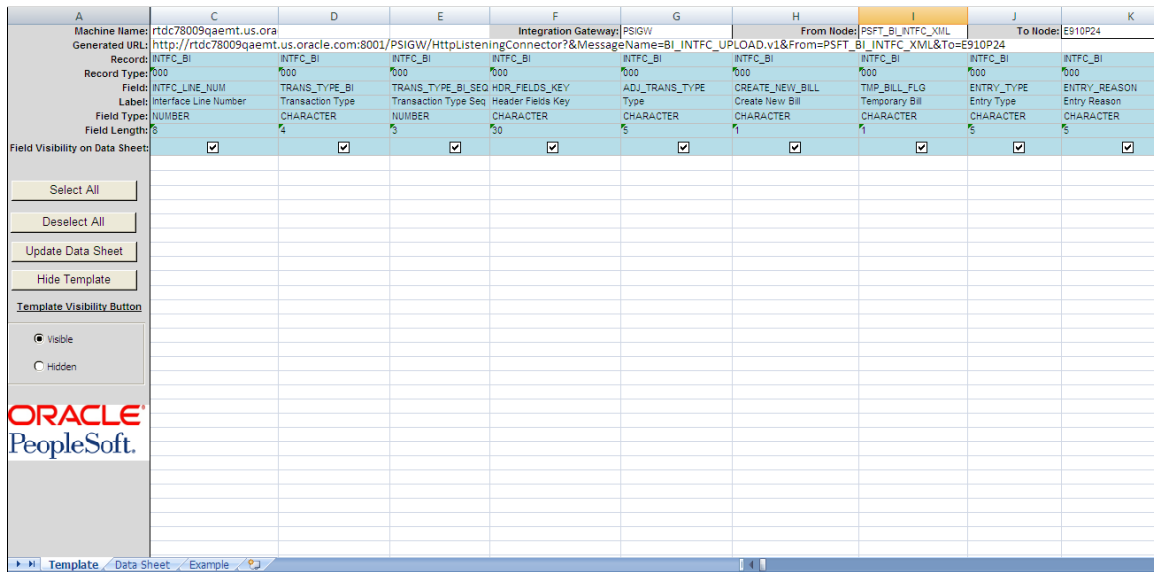 A C D E F G H I J K
Machine Name: rtdc78009qaemt.us.ora Integration Gateway: PSIGW From Node: PSFT_BI_INTFC_XML To Node: E910P24
Generated URL: http://rtdc78009qaemt.us.oracle.com:8001/PSIGW/HttpListeningConnector?&MessageName=BI_INTFC_UPLOAD.v1&From=PSFT_BI_INTFC_XML&To=E910P24
Record: INTFC_BI INTFC_BI INTFC_BI INTFC_BI INTFC_BI INTFC_BI INTFC_BI INTFC_BI INTFC_BI
Record Type: 000 000 000 000 000 000 000 000 000
Field: INTFC_LINE_NUM TRANS_TYPE_BI TRANS_TYPE_BI_SEQ HDR_FIELDS_KEY ADJ_TRANS_TYPE CREATE_NEW_BILL TMP_BILL_FLG ENTRY_TYPE ENTRY_REASON
Label: Interface Line Number Transaction Type Transaction Type Seq Header Fields Key Type Create New Bill Temporary Bill Entry Type Entry Reason
Field Type: NUMBER CHARACTER NUMBER CHARACTER CHARACTER CHARACTER CHARACTER CHARACTER CHARACTER
Field Length: 8 4 3 30 5 1 1 5 5
Field Visibility on Data Sheet:
Select All
Deselect All
Update Data Sheet
Hide Template
Template Visibility Button
Visible
Hidden
ORACLE
PeopleSoft.
Template Data Sheet Example